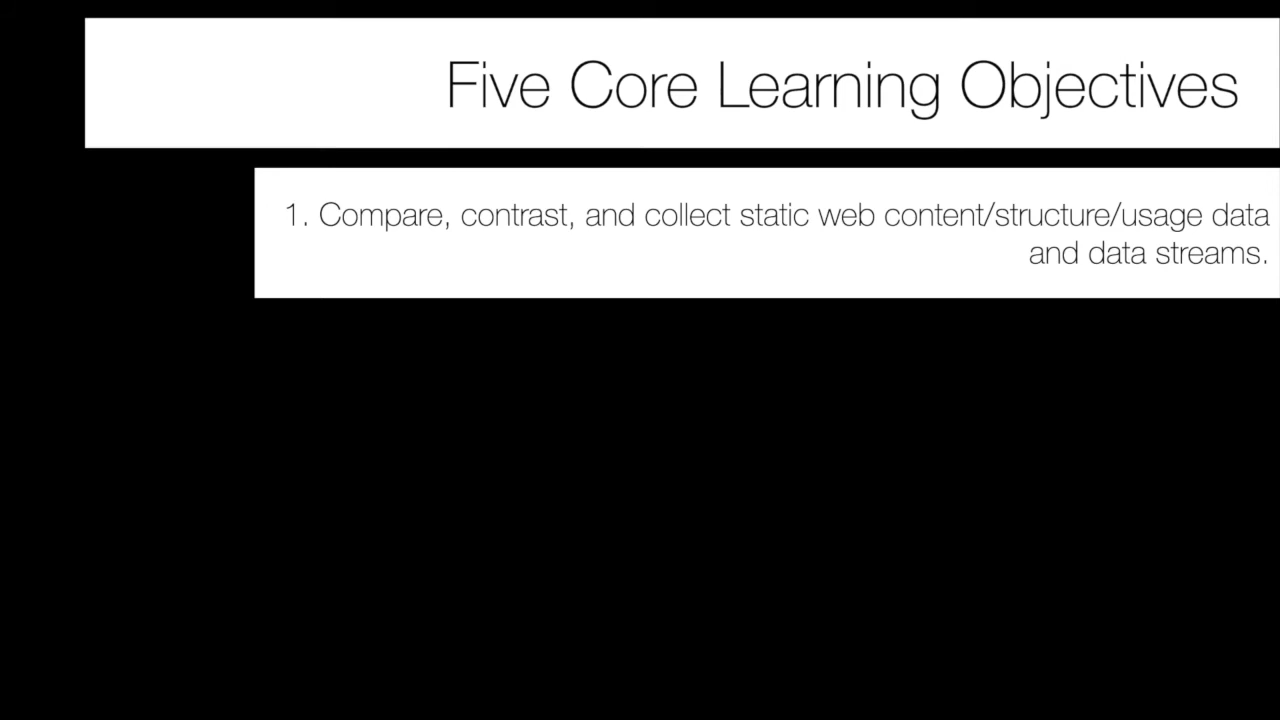 Five Core Learning Objectives
1. Compare, contrast, and collect static web content/structure/usage data
and data streams.